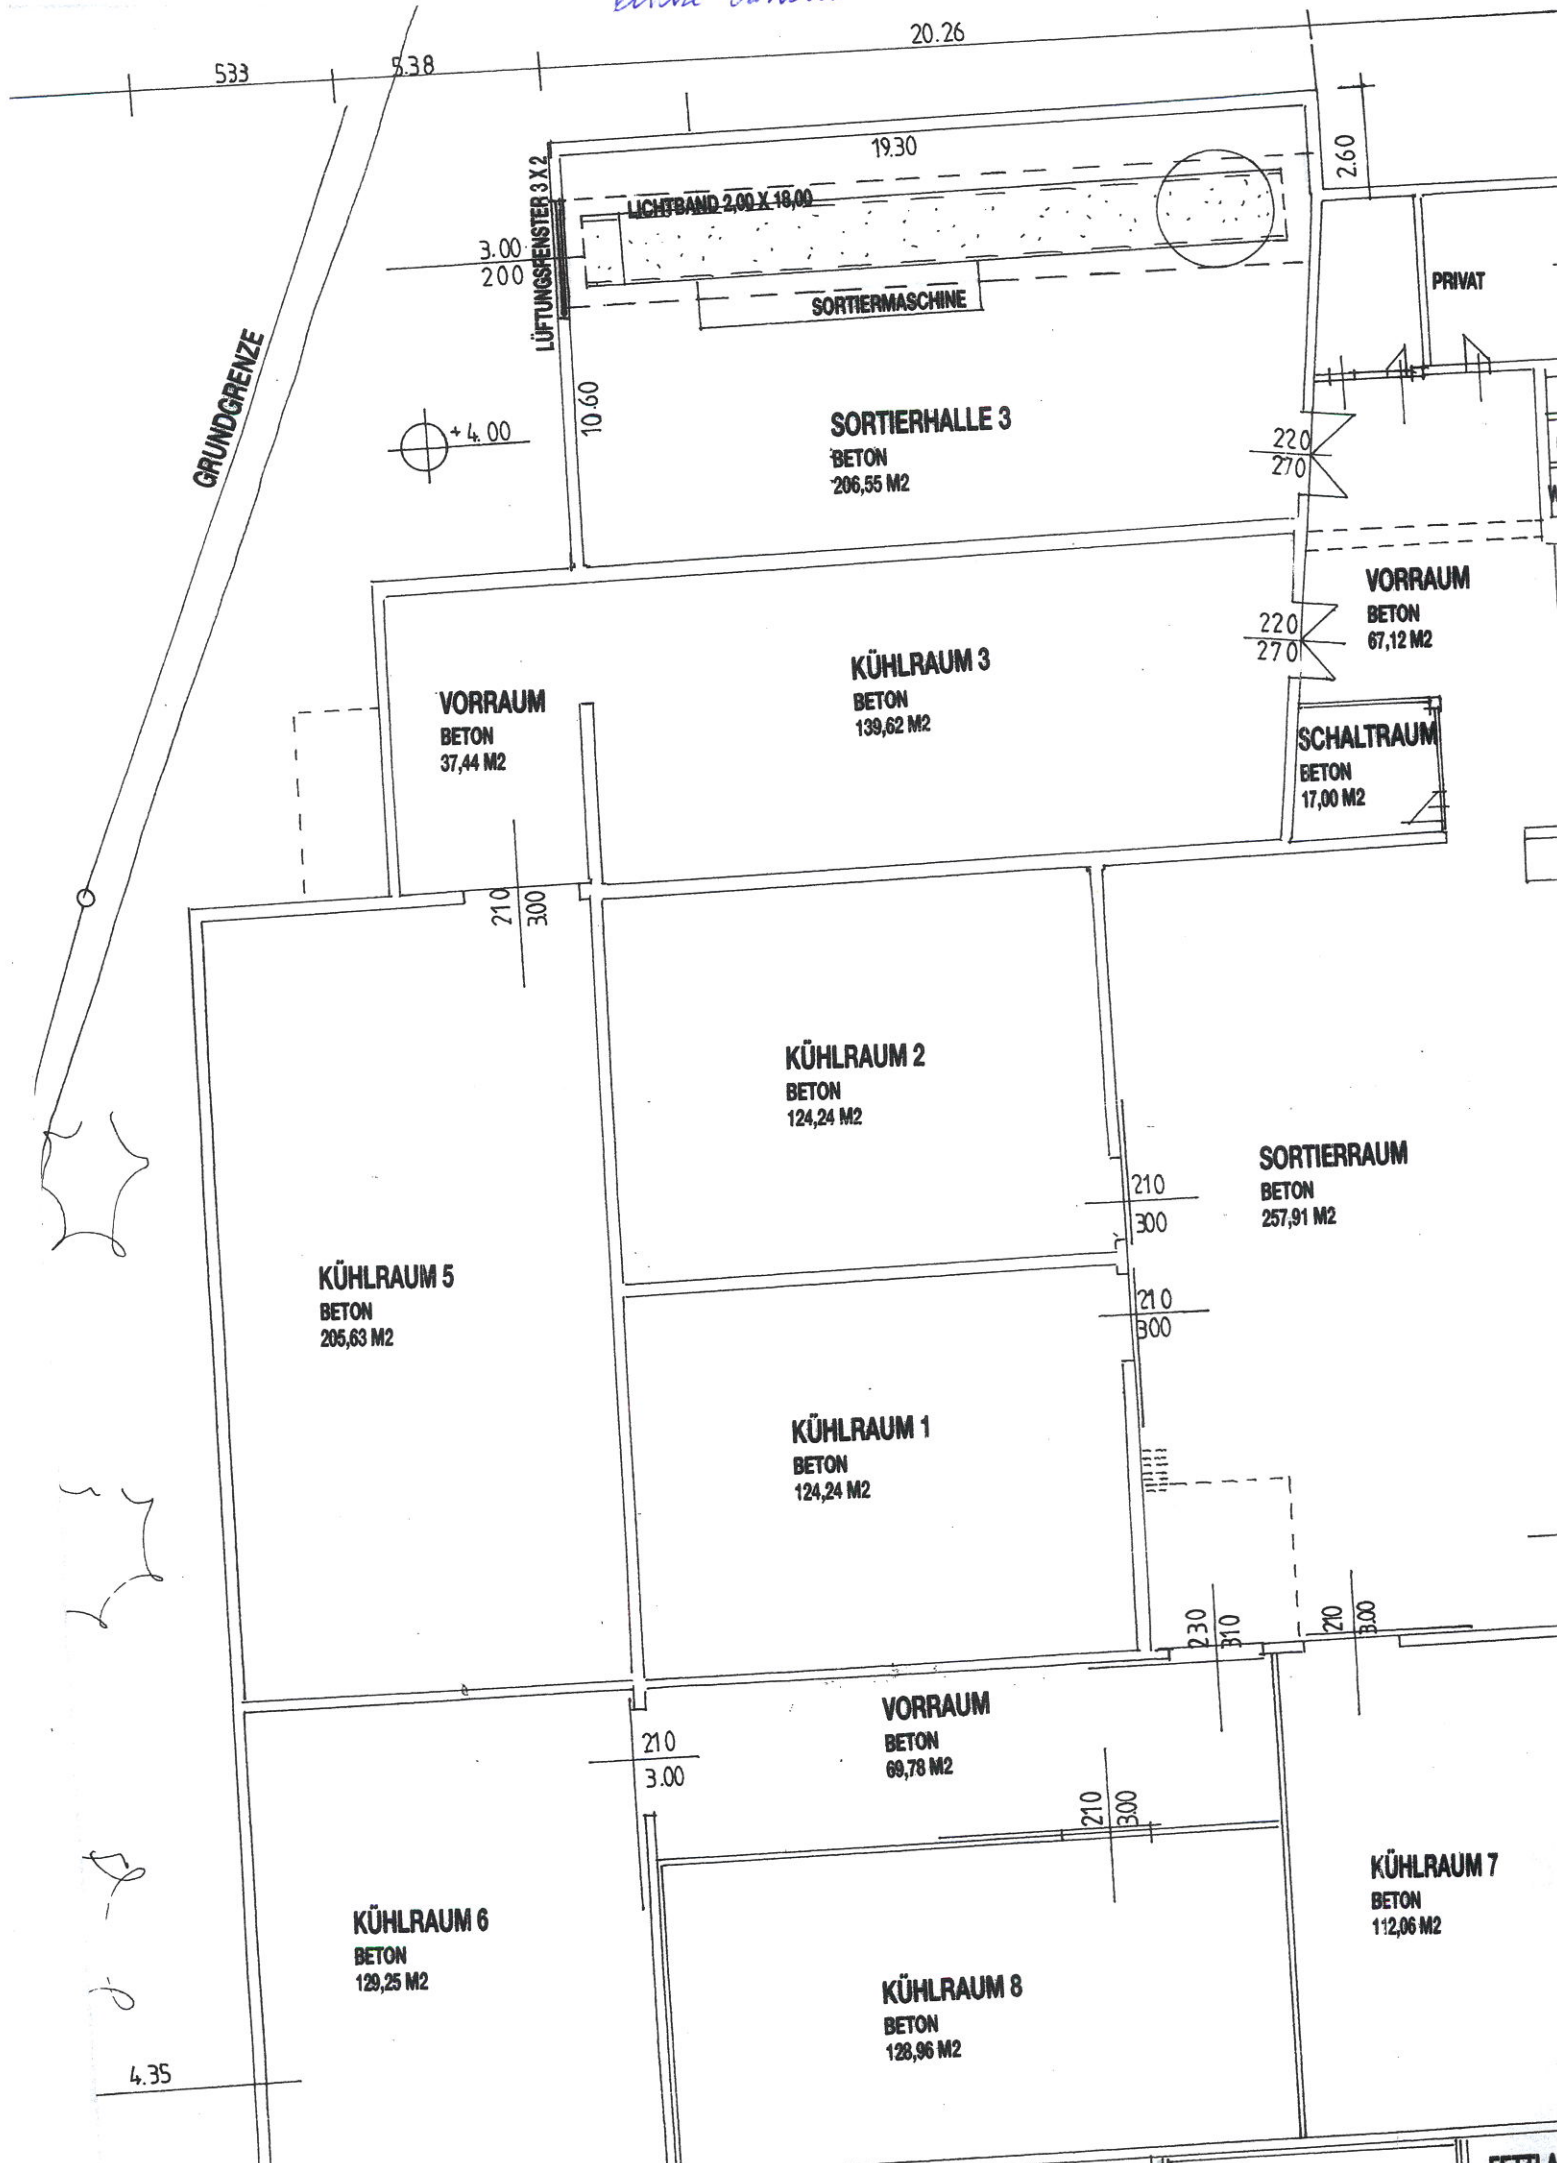 20.26
533
5.38
19.30
2.60
LÜFTUNGSFENSTER 3 X 2
LICHTBAND 2,00 X 18,00
3.00
200
SORTIERMASCHINE
PRIVAT
GRUNDGRENZE
10.60
+4.00
SORTIERHALLE 3
BETON
206,55 M2
220
270
VORRAUM
BETON
67,12 M2
220
270
KÜHLRAUM 3
BETON
139,62 M2
VORRAUM
BETON
37,44 M2
SCHALTRAUM
BETON
17,00 M2
210
3.00
KÜHLRAUM 2
BETON
124,24 M2
SORTIERRAUM
BETON
257,91 M2
210
300
KÜHLRAUM 5
BETON
205,63 M2
210
300
KÜHLRAUM 1
BETON
124,24 M2
230
310
210
3.00
VORRAUM
BETON
69,78 M2
210
3.00
210
3.00
KÜHLRAUM 7
BETON
112,06 M2
KÜHLRAUM 6
BETON
129,25 M2
KÜHLRAUM 8
BETON
128,96 M2
4.35